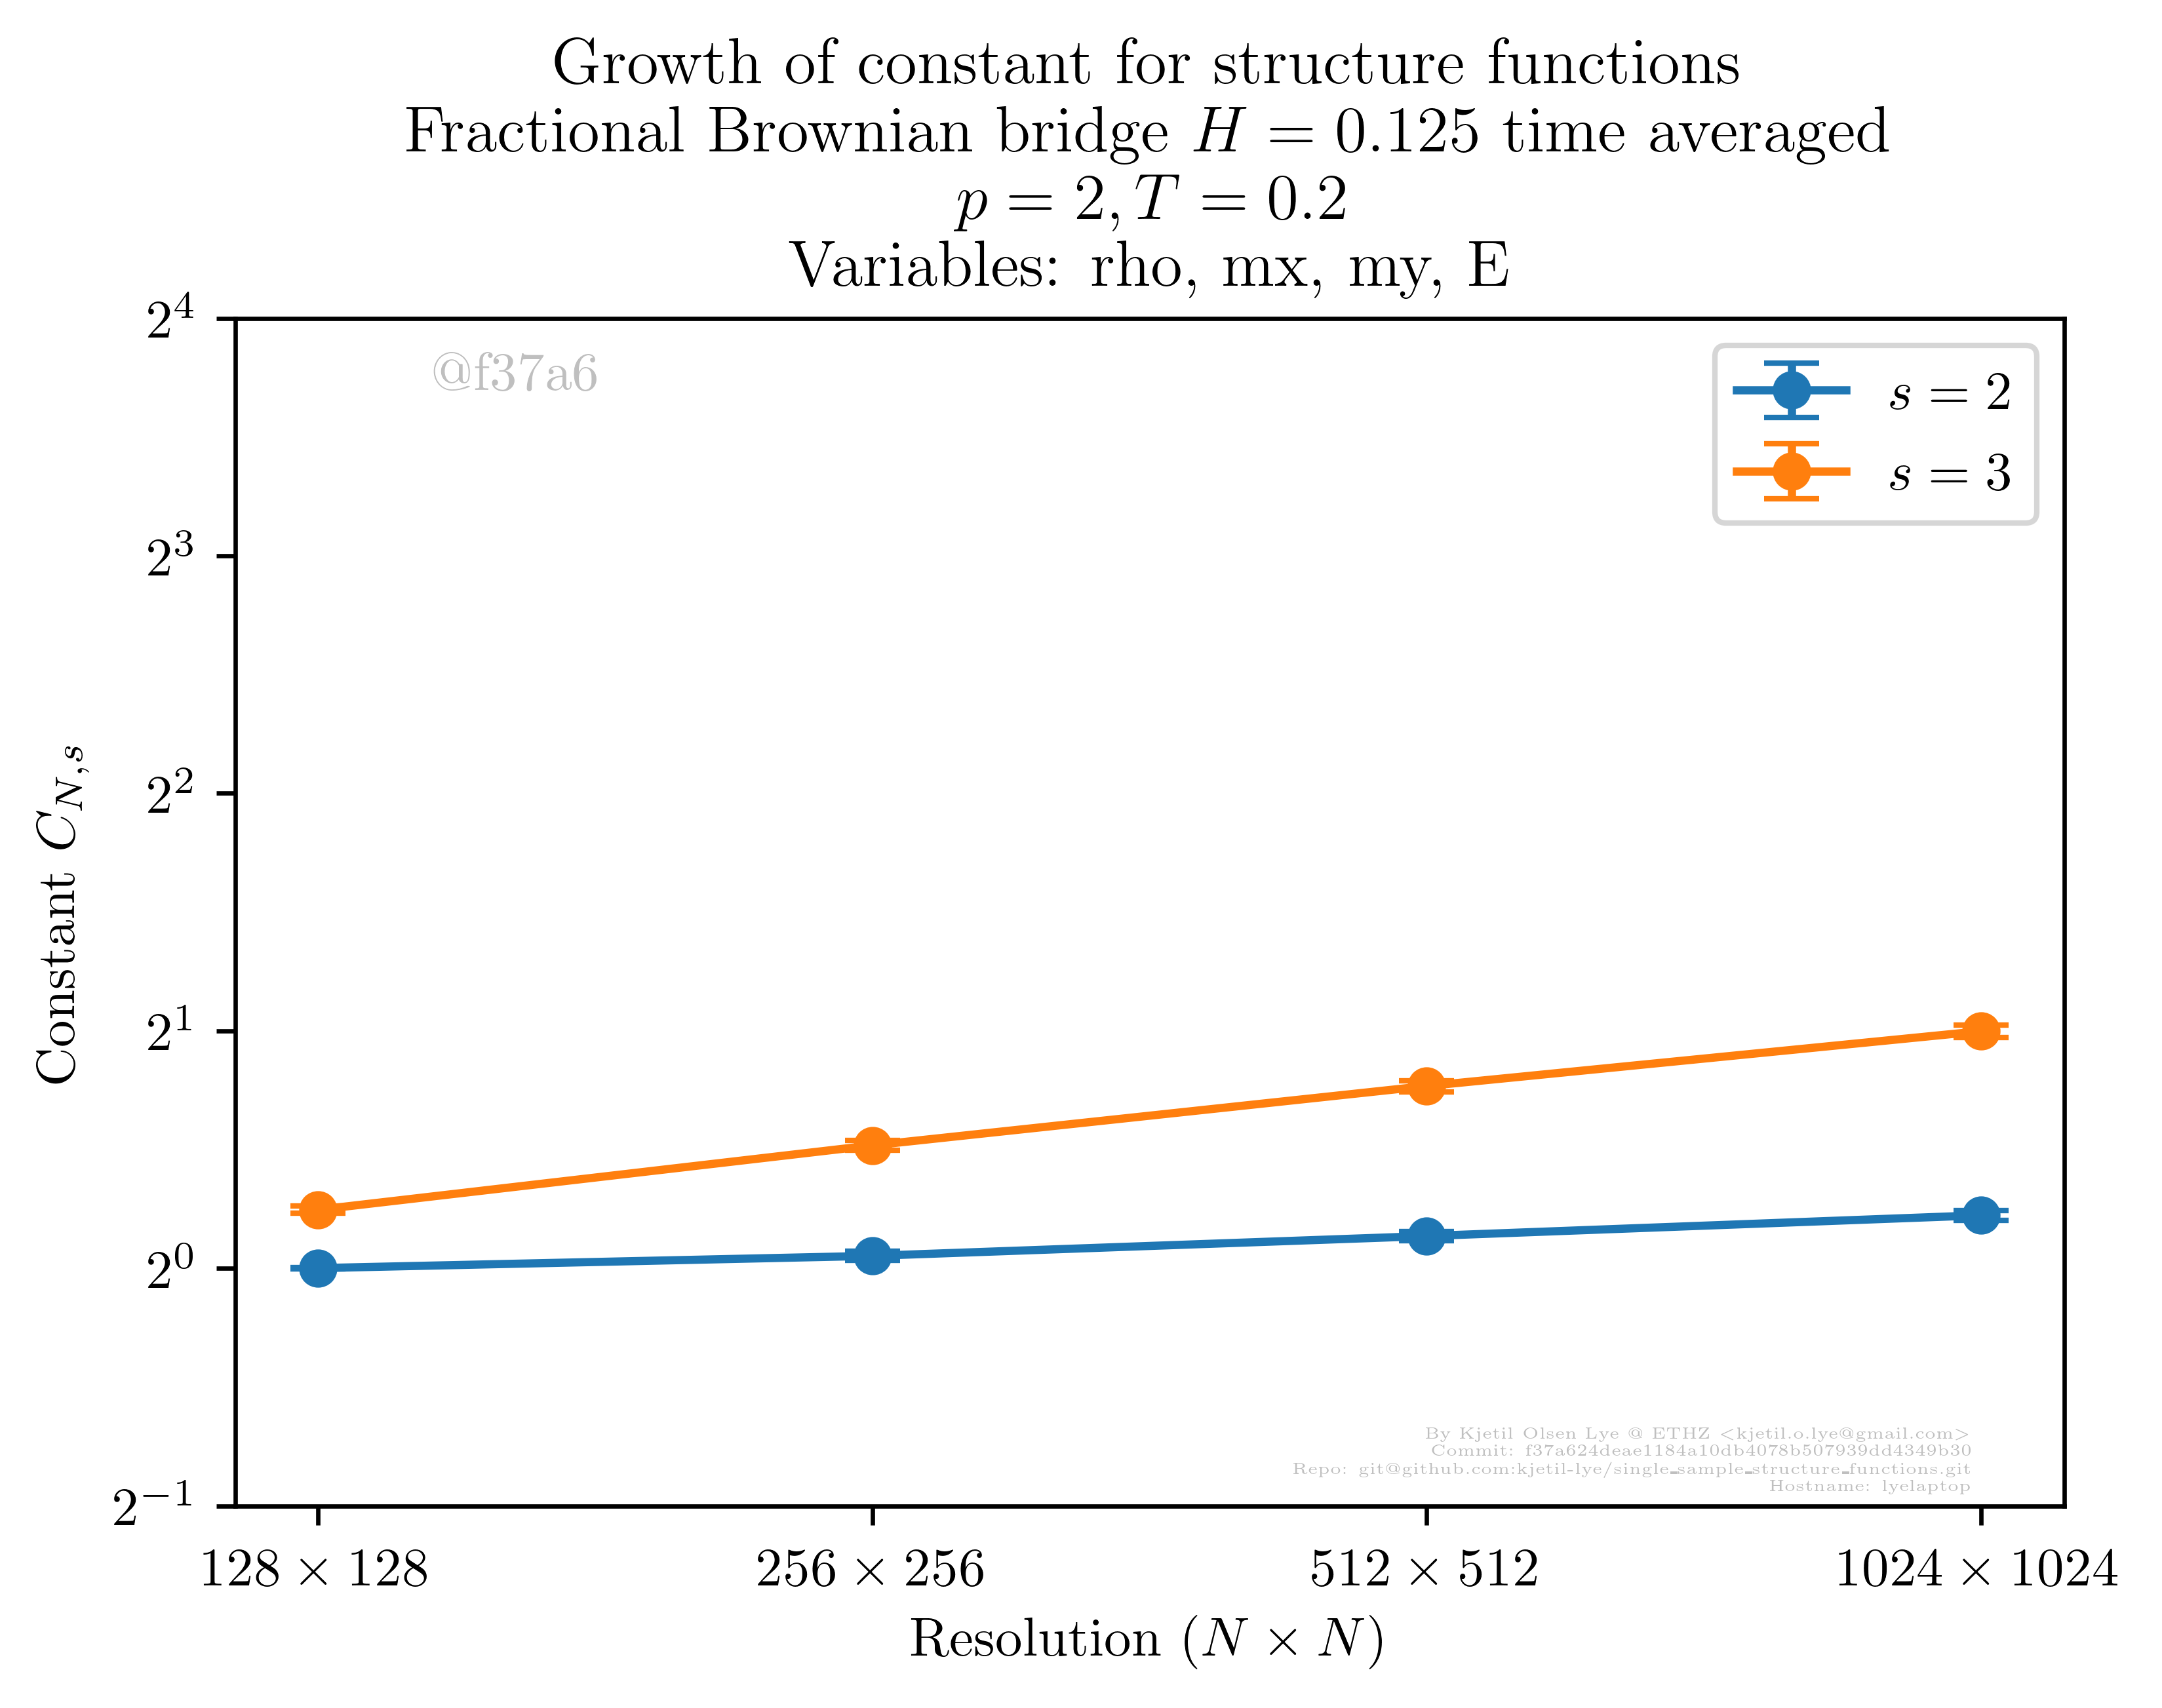 Growth of constant for structure functions
Fractional Brownian bridge H = 0.125 time averaged
p = 2, T = 0.2
Variables: rho, mx, my, E
2^4
2^3
2^2
2^1
2^0
2^{-1}
Constant C_{N,s}
@f37a6
s = 2
s = 3
By Kjetil Olsen Lye @ ETHZ <kjetil.o.lye@gmail.com>
Commit: f37a624deae1184a10db4078b507939dd4349b30
Repo: git@github.com:kjetil-lye/single_sample_structure_functions.git
Hostname: lyelaptop
128 × 128 256 × 256 512 × 512 1024 × 1024
Resolution (N × N)